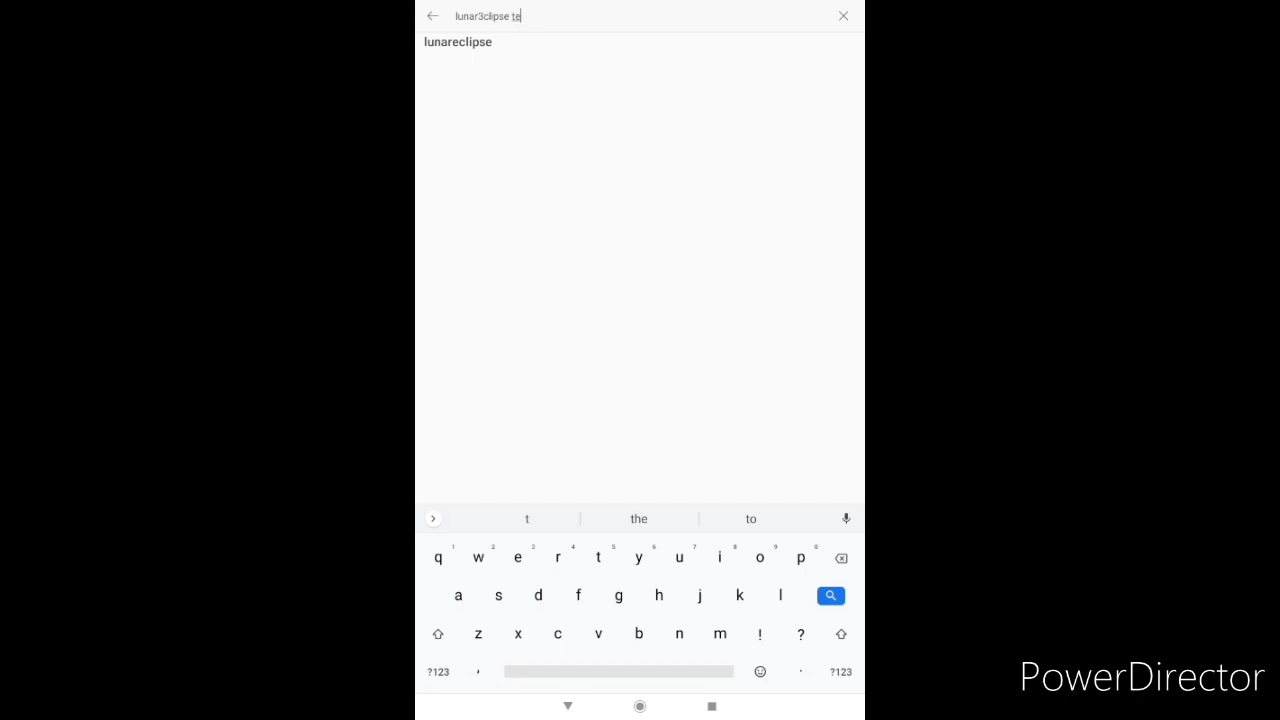 lunar3clipse te
lunareclipse
t the to
1 2 3 4 5 6 7 8 9 0
q w e r t y u i o p
a s d f g h j k l
z x c v b n m ! ?
?123 , . ?123
PowerDirector